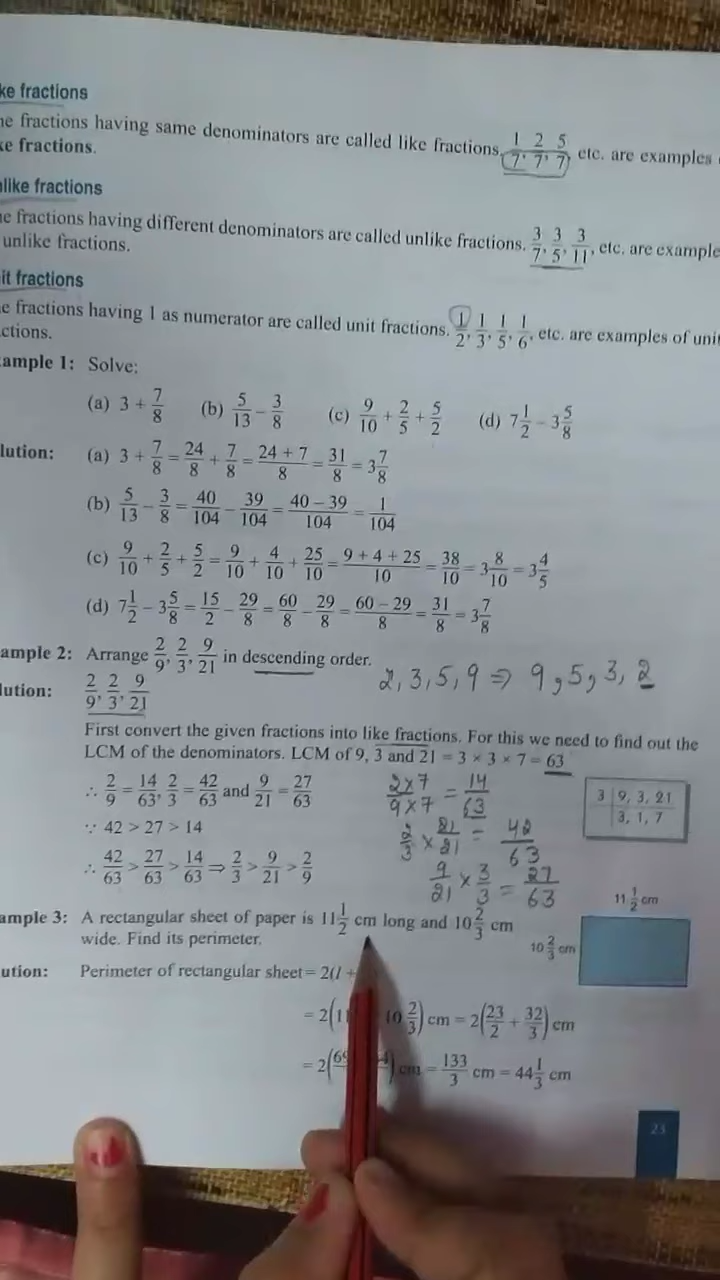 ke fractions
ne fractions having same denominators are called like fractions, 1/7, 2/7, 5/7, etc. are examples
ke fractions.
nlike fractions
ne fractions having different denominators are called unlike fractions. 3/7, 3/5, 3/11, etc. are example
unlike fractions.
it fractions
e fractions having 1 as numerator are called unit fractions. 1/2, 1/3, 1/5, 1/6, etc. are examples of uni
ctions.
ample 1: Solve:
(a) 3 + 7/8 (b) 5/13 − 3/8 (c) 9/10 + 2/5 + 5/2 (d) 7 1/2 − 3 5/8
lution: (a) 3 + 7/8 = 24/8 + 7/8 = 24 + 7/8 = 31/8 = 3 7/8
(b) 5/13 − 3/8 = 40/104 − 39/104 = 40 − 39/104 = 1/104
(c) 9/10 + 2/5 + 5/2 = 9/10 + 4/10 + 25/10 = 9 + 4 + 25/10 = 38/10 = 3 8/10 = 3 4/5
(d) 7 1/2 − 3 5/8 = 15/2 − 29/8 = 60/8 − 29/8 = 60 − 29/8 = 31/8 = 3 7/8
ample 2: Arrange 2/9, 2/3, 9/21 in descending order.
2, 3, 5, 9 ⇒ 9, 5, 3, 2
lution: 2/9, 2/3, 9/21
First convert the given fractions into like fractions. For this we need to find out the
LCM of the denominators. LCM of 9, 3 and 21 = 3 × 3 × 7 = 63
∴ 2/9 = 14/63, 2/3 = 42/63 and 9/21 = 27/63
2×7/9×7 = 14/63
3 | 9, 3, 21
3, 1, 7
∵ 42 > 27 > 14
2/3 × 21/21 = 42/63
∴ 42/63 > 27/63 > 14/63 ⇒ 2/3 > 9/21 > 2/9
9/21 × 3/3 = 27/63
ample 3: A rectangular sheet of paper is 11 1/2 cm long and 10 2/3 cm
wide. Find its perimeter.
11 1/2 cm
10 2/3 cm
ution: Perimeter of rectangular sheet = 2(l +
= 2(11 10 2/3) cm = 2(23/2 + 32/3) cm
= 2(69 ) cm = 133/3 cm = 44 1/3 cm
23